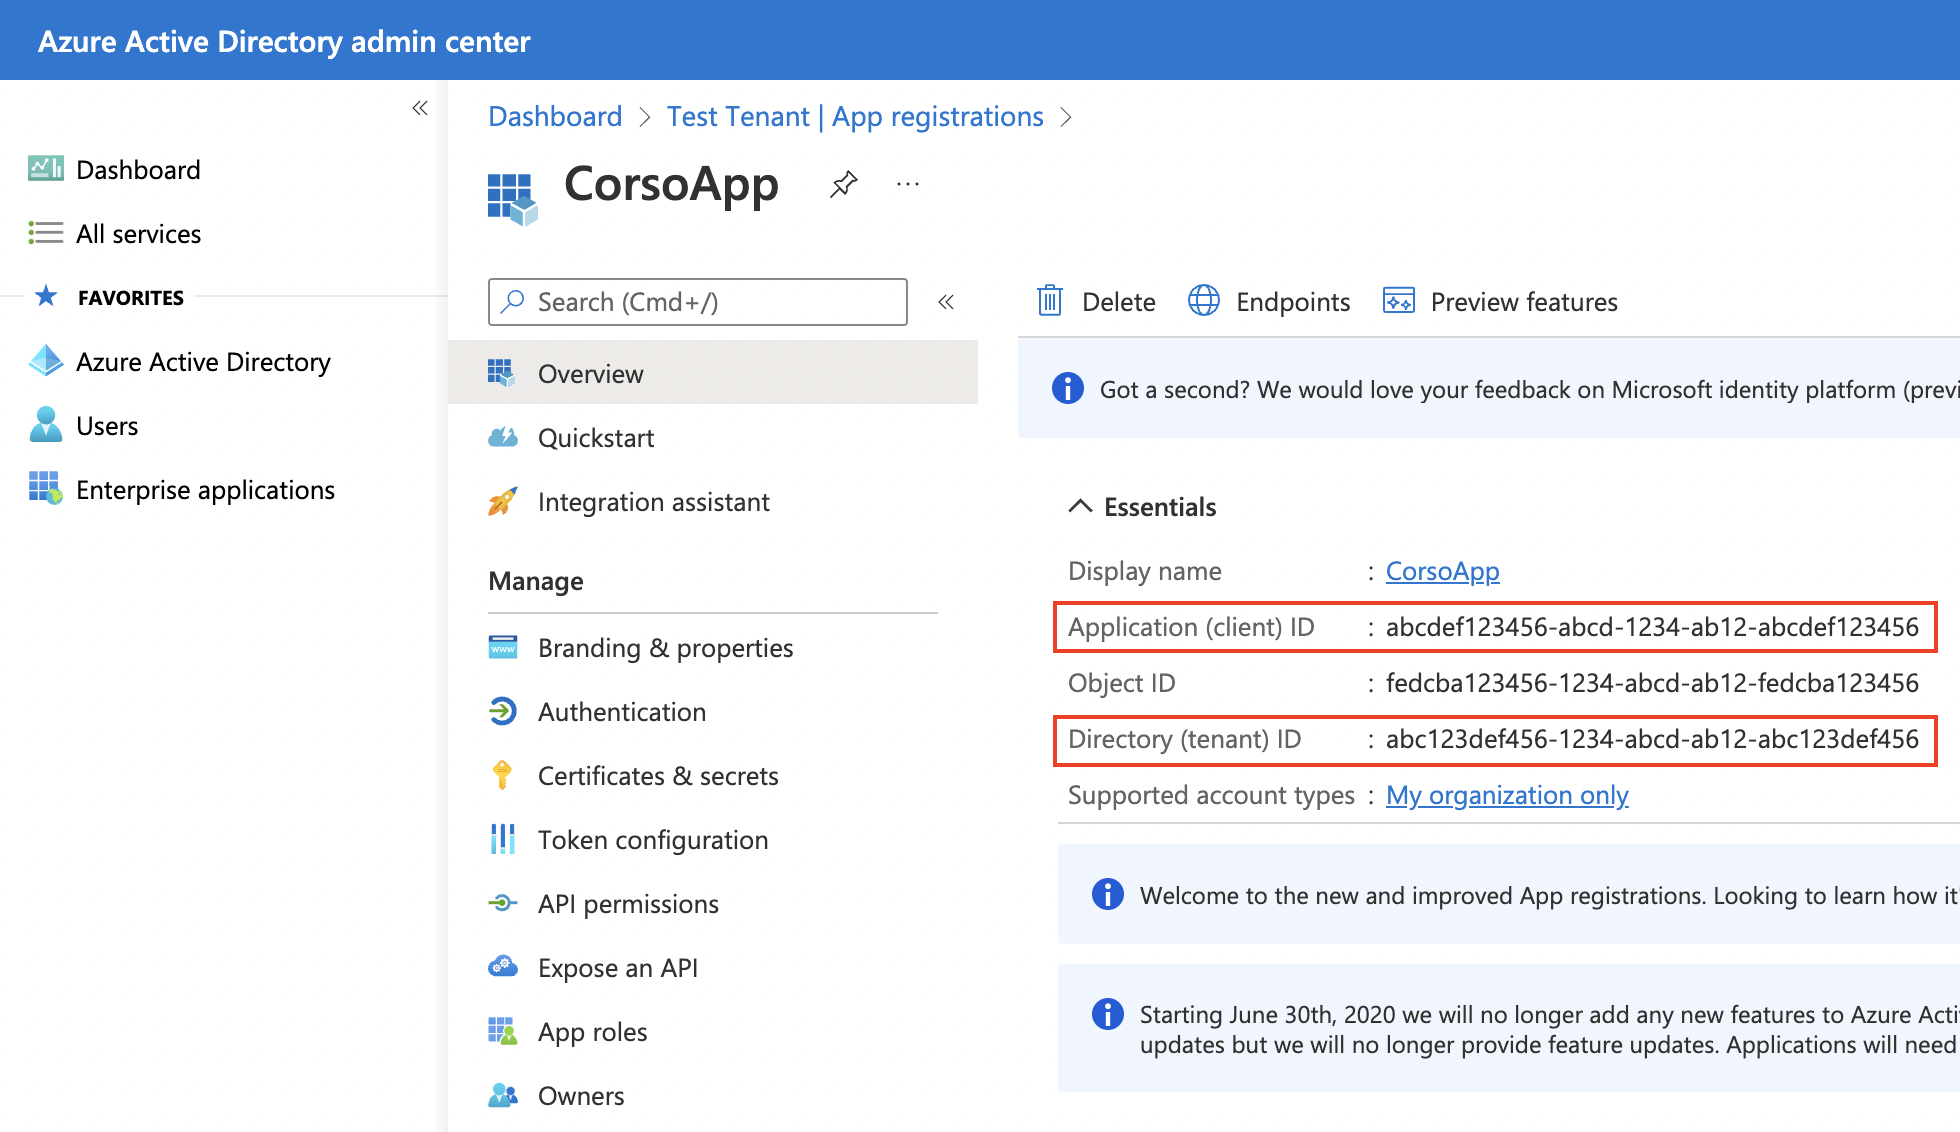 Azure Active Directory admin center
Dashboard
All services
FAVORITES
Azure Active Directory
Users
Enterprise applications
Dashboard > Test Tenant | App registrations >
CorsoApp
Search (Cmd+/)
Overview
Quickstart
Integration assistant
Manage
Branding & properties
Authentication
Certificates & secrets
Token configuration
API permissions
Expose an API
App roles
Owners
Delete Endpoints Preview features
Got a second? We would love your feedback on Microsoft identity platform (previ
Essentials
Display name : CorsoApp
Application (client) ID : abcdef123456-abcd-1234-ab12-abcdef123456
Object ID : fedcba123456-1234-abcd-ab12-fedcba123456
Directory (tenant) ID : abc123def456-1234-abcd-ab12-abc123def456
Supported account types : My organization only
Welcome to the new and improved App registrations. Looking to learn how it'
Starting June 30th, 2020 we will no longer add any new features to Azure Acti
updates but we will no longer provide feature updates. Applications will need